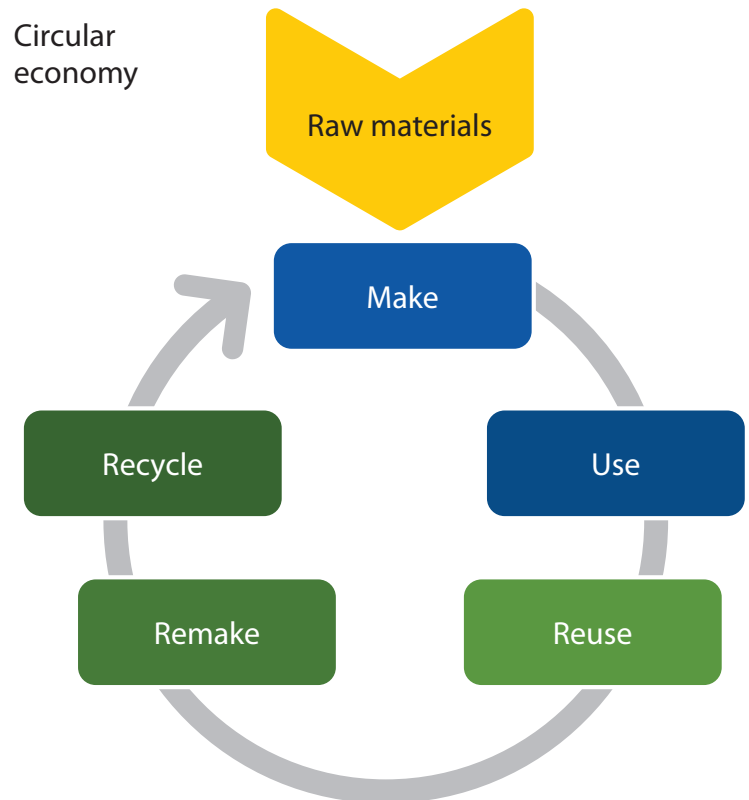 Circular
economy
Raw materials
Make
Use
Reuse
Remake
Recycle